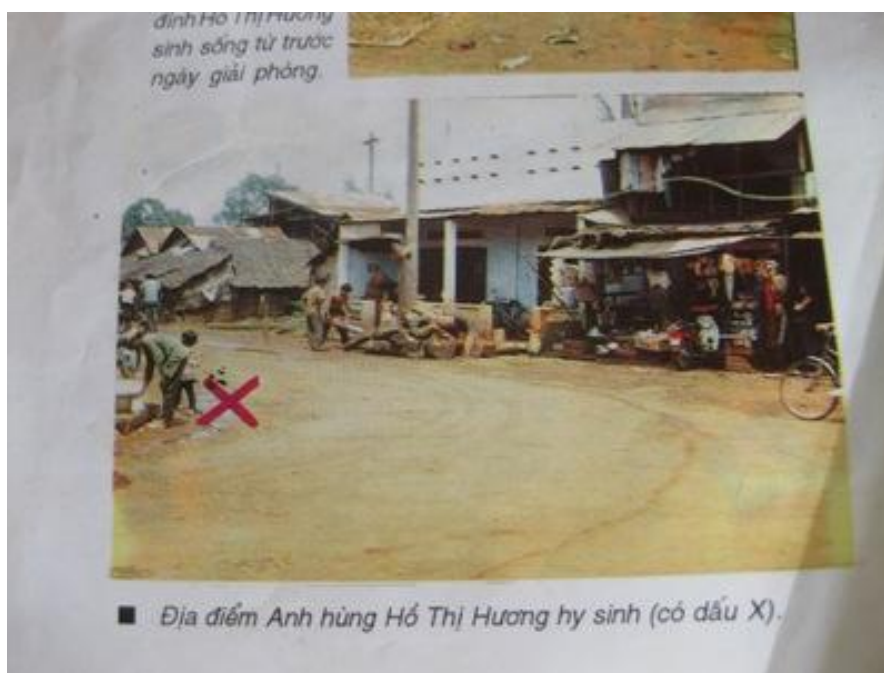 đình Hồ Thị Hương
sinh sống từ trước
ngày giải phóng.
X
■ Địa điểm Anh hùng Hồ Thị Hương hy sinh (có dấu X).